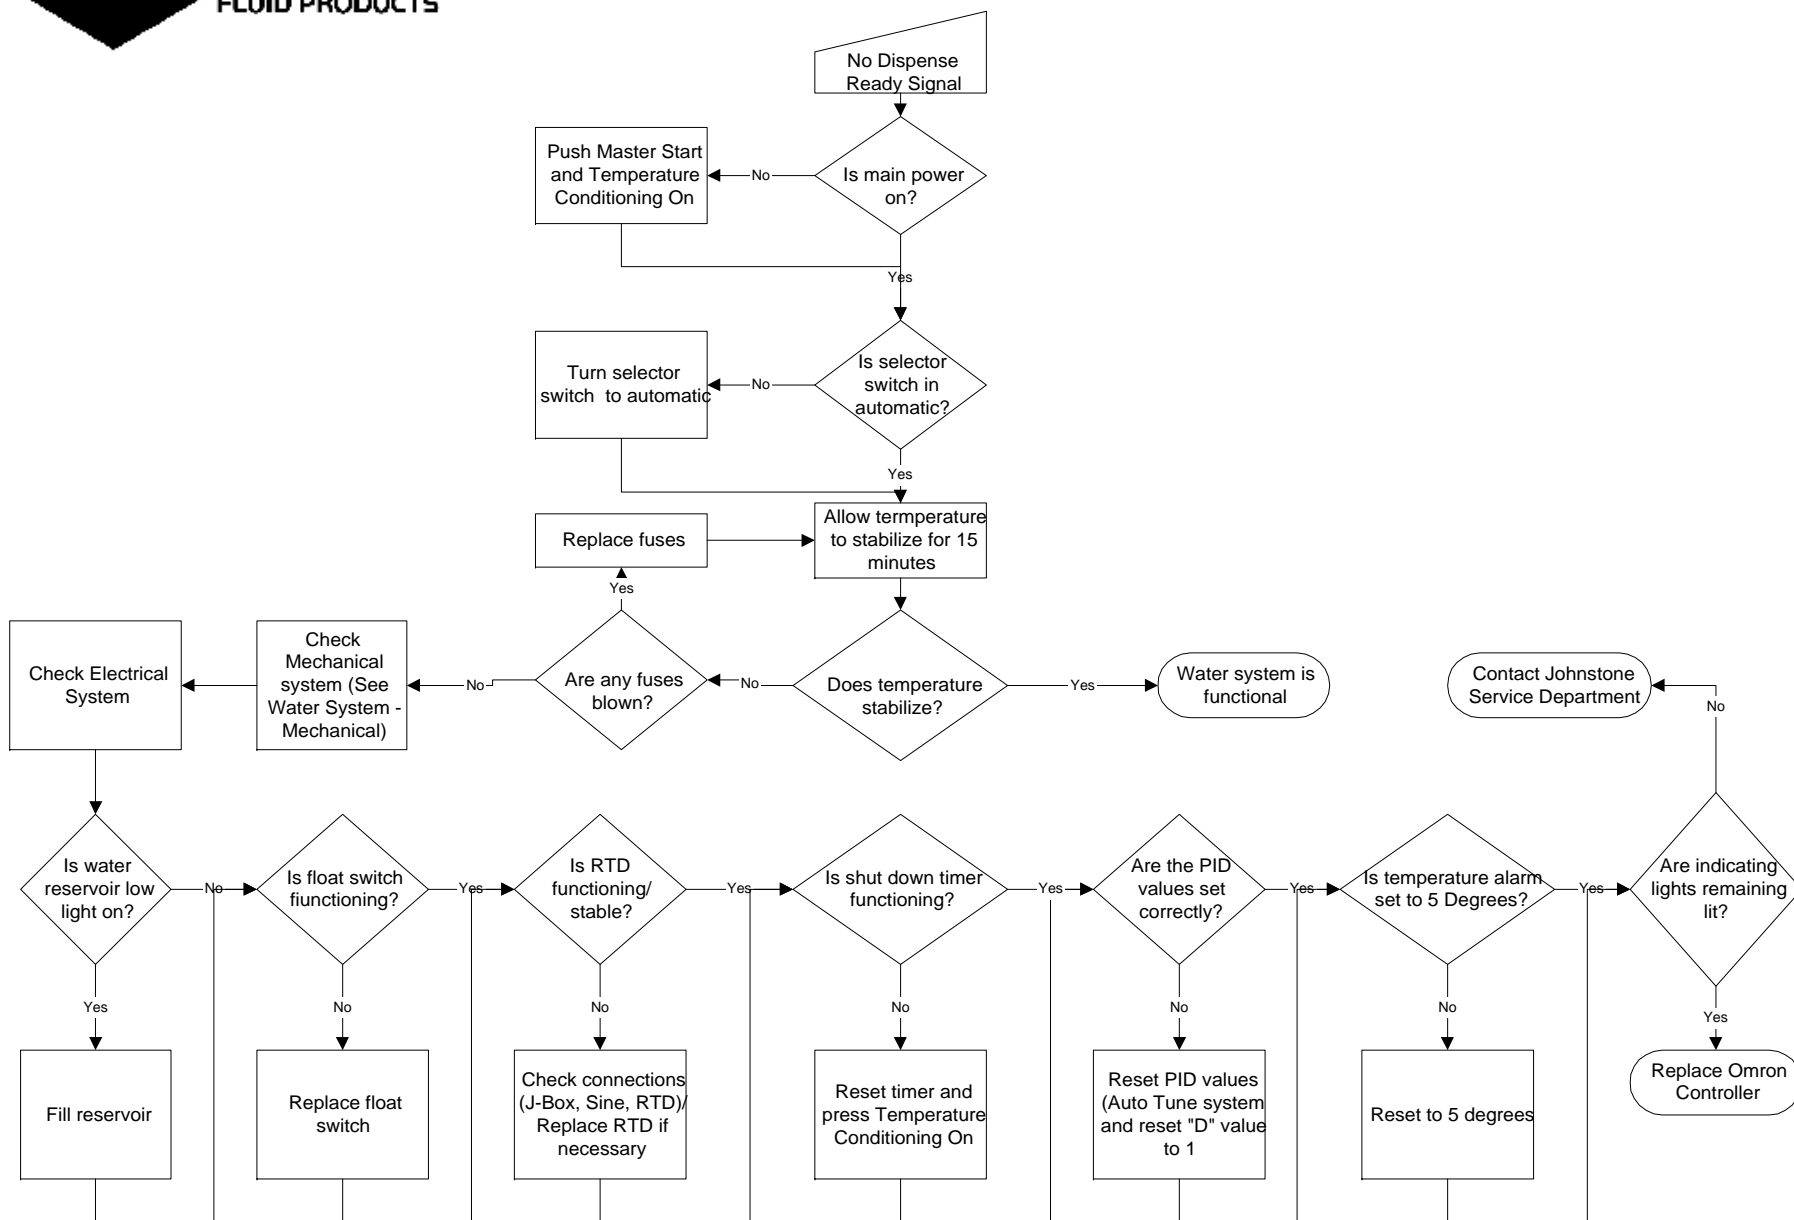 FLUID PRODUCTS
No Dispense
Ready Signal
Push Master Start
and Temperature
Conditioning On
No
Is main power
on?
Yes
Turn selector
switch  to automatic
No
Is selector
switch in
automatic?
Yes
Replace fuses
Allow termperature
to stabilize for 15
minutes
Yes
Check Electrical
System
Check
Mechanical
system (See
Water System -
Mechanical)
No
Are any fuses
blown?
No
Does temperature
stabilize?
Yes
Water system is
functional
Contact Johnstone
Service Department
No
Is water
reservoir low
light on?
No
Is float switch
fiunctioning?
Yes
Is RTD
functioning/
stable?
Yes
Is shut down timer
functioning?
Yes
Are the PID
values set
correctly?
Yes
Is temperature alarm
set to 5 Degrees?
Yes
Are indicating
lights remaining
lit?
Yes
No
No
No
No
No
Yes
Fill reservoir
Replace float
switch
Check connections
(J-Box, Sine, RTD)/
Replace RTD if
necessary
Reset timer and
press Temperature
Conditioning On
Reset PID values
(Auto Tune system
and reset "D" value
to 1
Reset to 5 degrees
Replace Omron
Controller